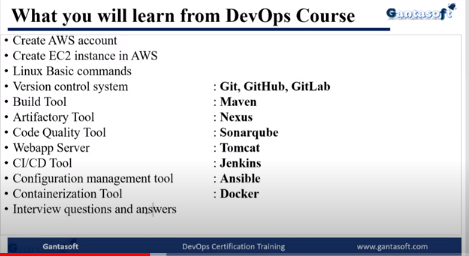 What you will learn from DevOps Course
Gantasoft
• Create AWS account
• Create EC2 instance in AWS
• Linux Basic commands
• Version control system : Git, GitHub, GitLab
• Build Tool : Maven
• Artifactory Tool : Nexus
• Code Quality Tool : Sonarqube
• Webapp Server : Tomcat
• CI/CD Tool : Jenkins
• Configuration management tool : Ansible
• Containerization Tool : Docker
• Interview questions and answers
Gantasoft DevOps Certification Training www.gantasoft.com